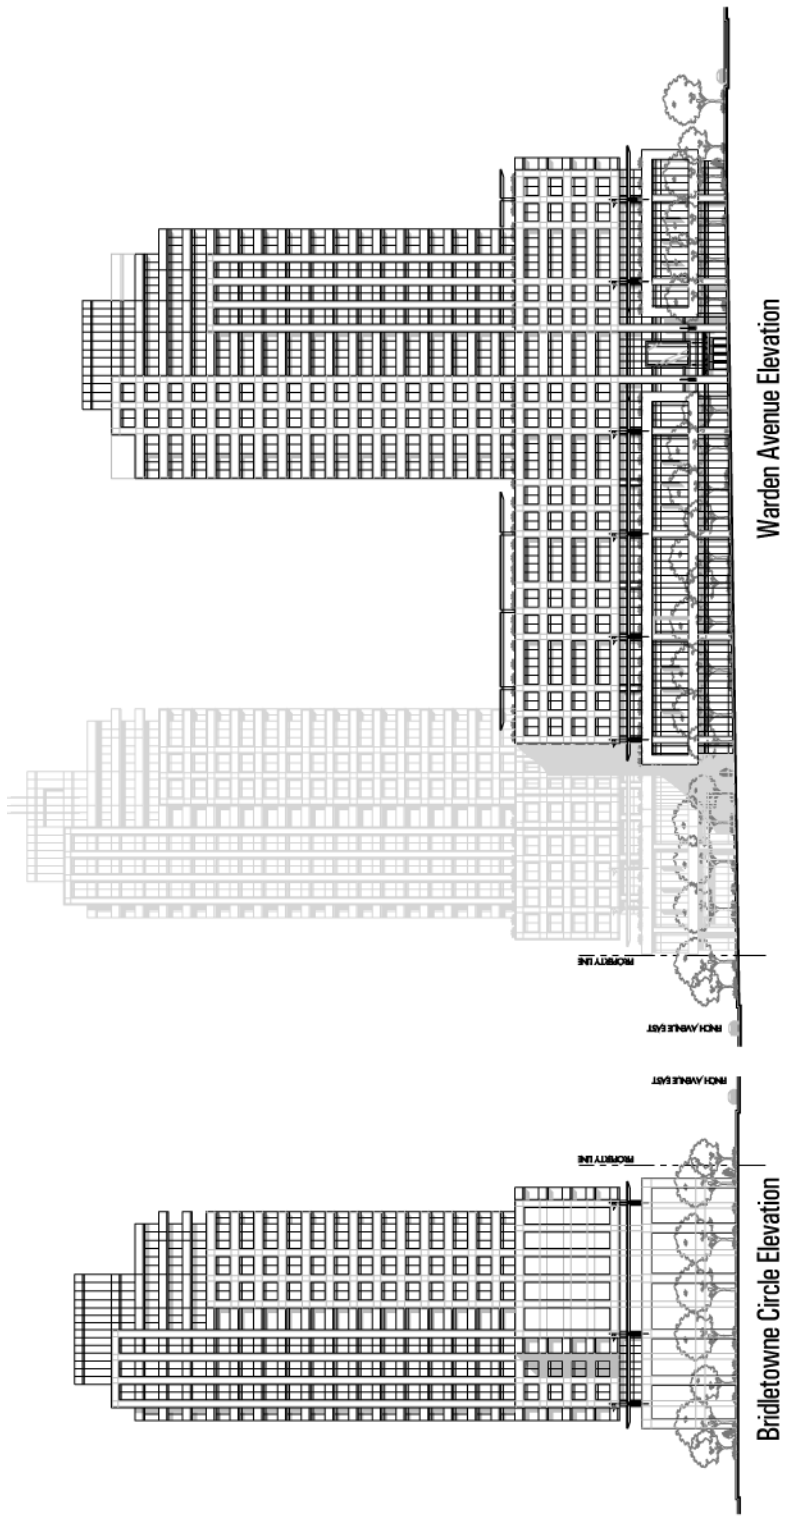 Warden Avenue Elevation
PROPERTY LINE
FINCH AVENUE EAST
FINCH AVENUE EAST
PROPERTY LINE
Bridletowne Circle Elevation